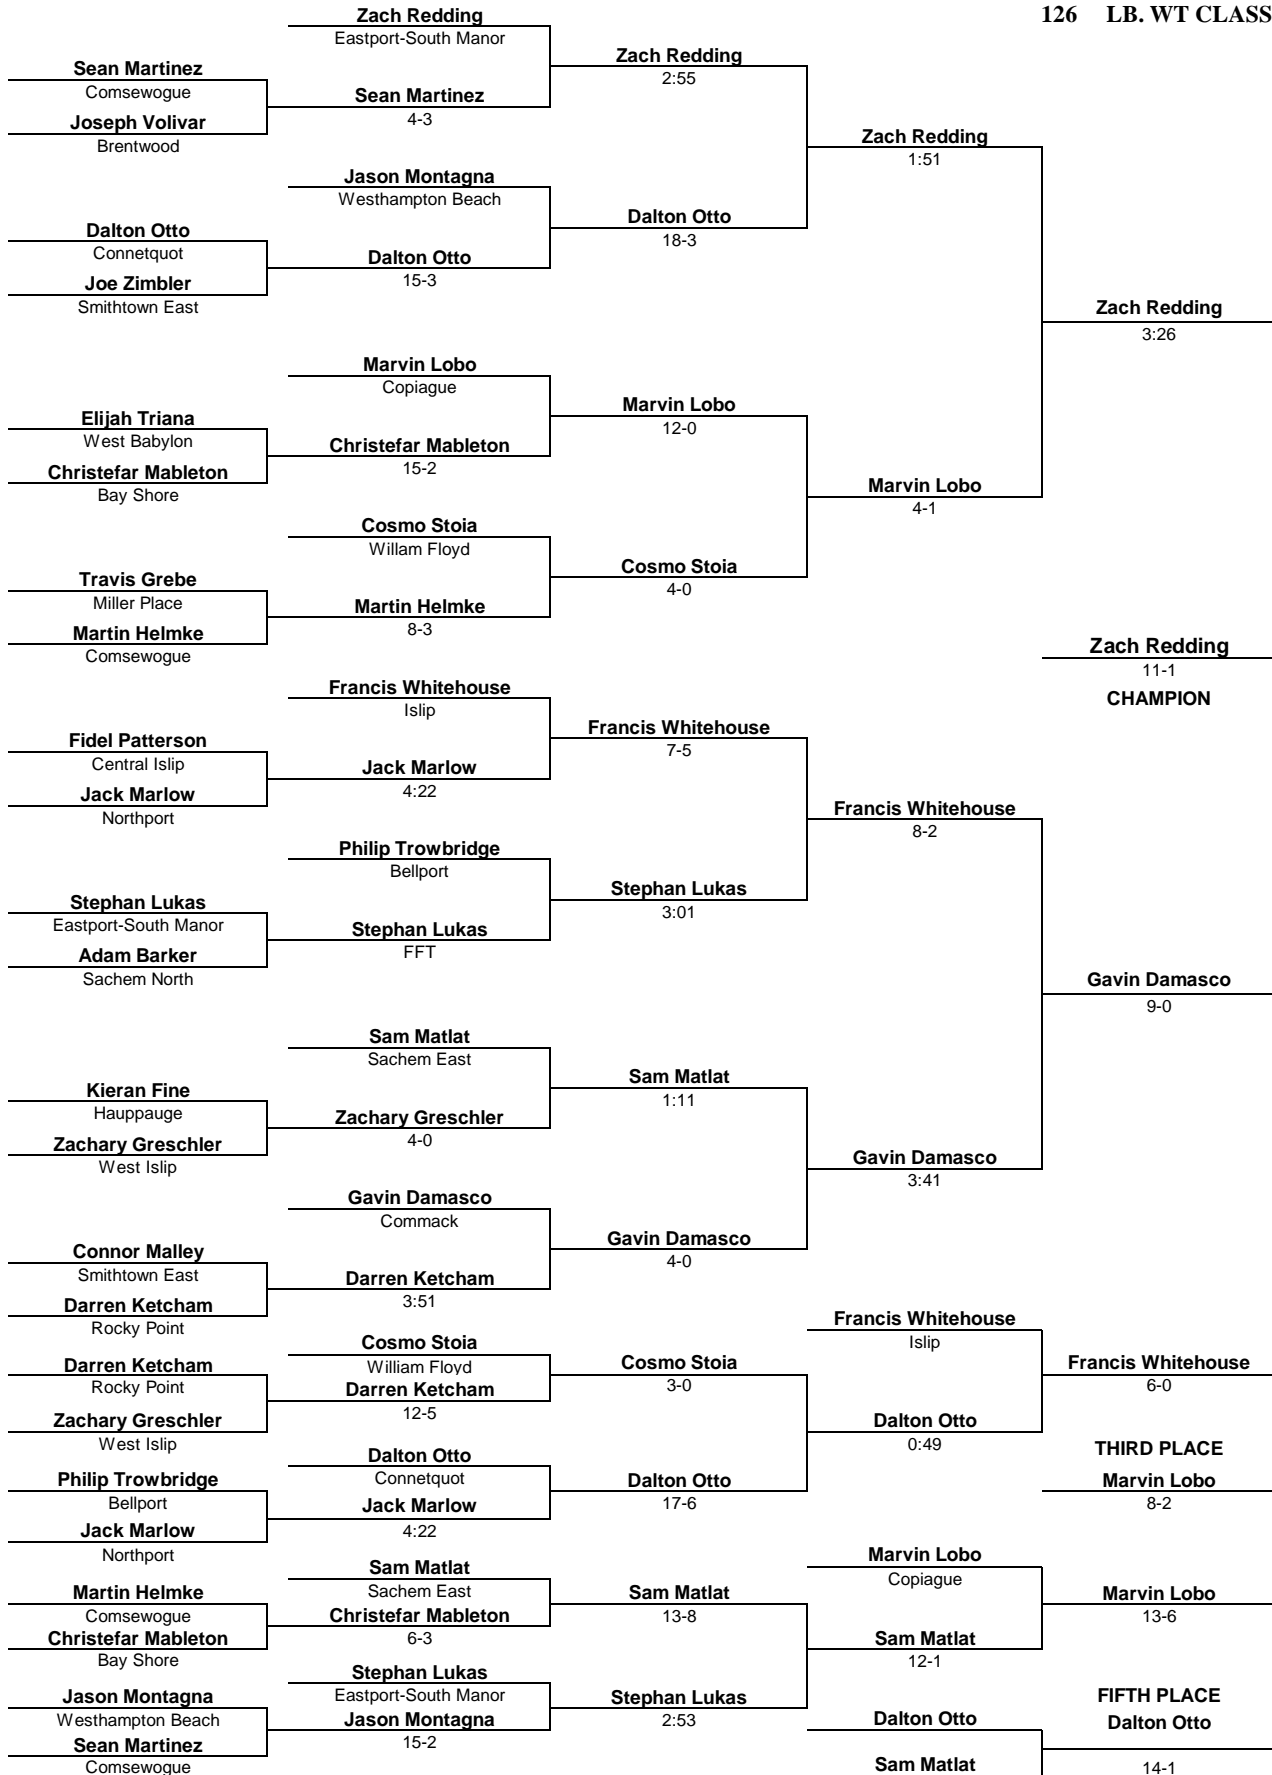 126 LB. WT CLASS
Zach Redding
Eastport-South Manor
Zach Redding
2:55
Sean Martinez
Comsewogue
Sean Martinez
4-3
Joseph Volivar
Brentwood
Zach Redding
1:51
Jason Montagna
Westhampton Beach
Dalton Otto
18-3
Dalton Otto
Connetquot
Dalton Otto
15-3
Joe Zimbler
Smithtown East
Zach Redding
3:26
Marvin Lobo
Copiague
Marvin Lobo
12-0
Elijah Triana
West Babylon
Christefar Mableton
15-2
Christefar Mableton
Bay Shore
Marvin Lobo
4-1
Cosmo Stoia
Willam Floyd
Cosmo Stoia
4-0
Travis Grebe
Miller Place
Martin Helmke
8-3
Martin Helmke
Comsewogue
Zach Redding
11-1
CHAMPION
Francis Whitehouse
Islip
Francis Whitehouse
7-5
Fidel Patterson
Central Islip
Jack Marlow
4:22
Jack Marlow
Northport
Francis Whitehouse
8-2
Philip Trowbridge
Bellport
Stephan Lukas
3:01
Stephan Lukas
Eastport-South Manor
Stephan Lukas
FFT
Adam Barker
Sachem North
Gavin Damasco
9-0
Sam Matlat
Sachem East
Sam Matlat
1:11
Kieran Fine
Hauppauge
Zachary Greschler
4-0
Zachary Greschler
West Islip
Gavin Damasco
3:41
Gavin Damasco
Commack
Gavin Damasco
4-0
Connor Malley
Smithtown East
Darren Ketcham
3:51
Darren Ketcham
Rocky Point
Francis Whitehouse
Islip
Cosmo Stoia
William Floyd
Cosmo Stoia
3-0
Francis Whitehouse
6-0
Darren Ketcham
Rocky Point
Darren Ketcham
12-5
Zachary Greschler
West Islip
Dalton Otto
0:49
THIRD PLACE
Marvin Lobo
8-2
Dalton Otto
Connetquot
Dalton Otto
17-6
Philip Trowbridge
Bellport
Jack Marlow
4:22
Jack Marlow
Northport
Marvin Lobo
Copiague
Sam Matlat
Sachem East
Sam Matlat
13-8
Marvin Lobo
13-6
Martin Helmke
Comsewogue
Christefar Mableton
6-3
Christefar Mableton
Bay Shore
Sam Matlat
12-1
Stephan Lukas
Eastport-South Manor
Stephan Lukas
2:53
FIFTH PLACE
Dalton Otto
Jason Montagna
Westhampton Beach
Jason Montagna
15-2
Dalton Otto
Sean Martinez
Comsewogue
Sam Matlat
14-1